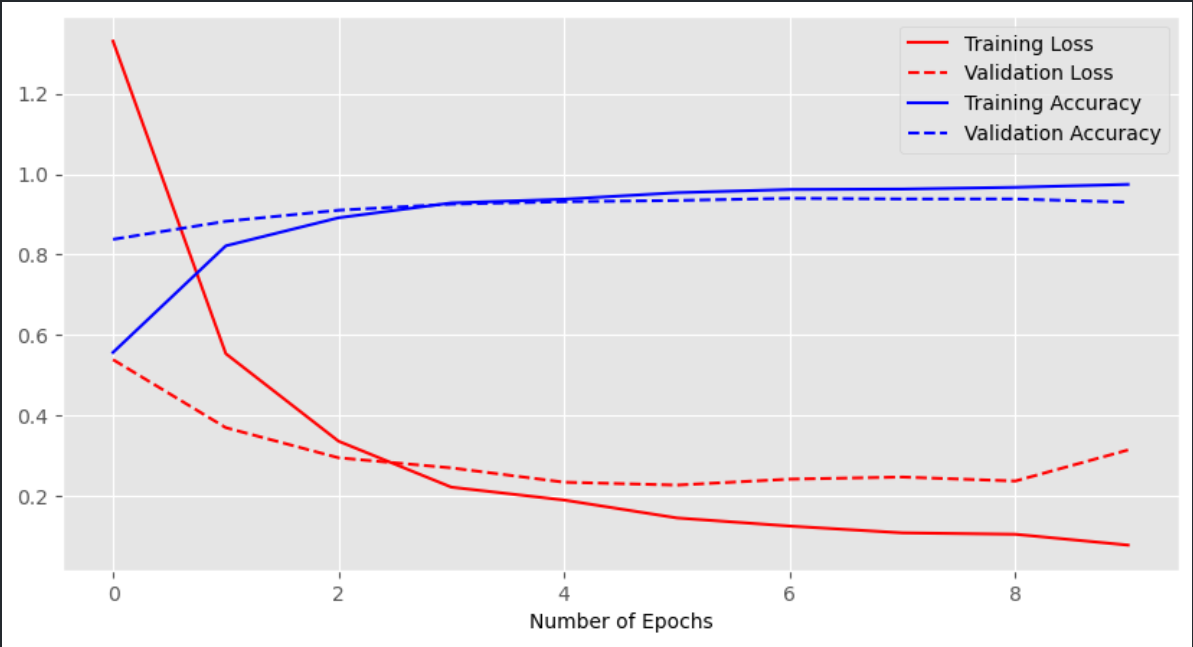 Training Loss
Validation Loss
Training Accuracy
Validation Accuracy
1.2
1.0
0.8
0.6
0.4
0.2
0 2 4 6 8
Number of Epochs